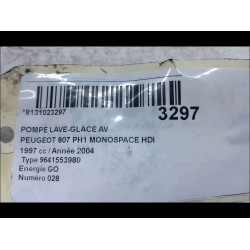 *8131023297
3297
POMPE LAVE-GLACE AV
PEUGEOT 807 PH1 MONOSPACE HDI
1997 cc / Année 2004
Type 9641553980
Energie GO
Numéro 028